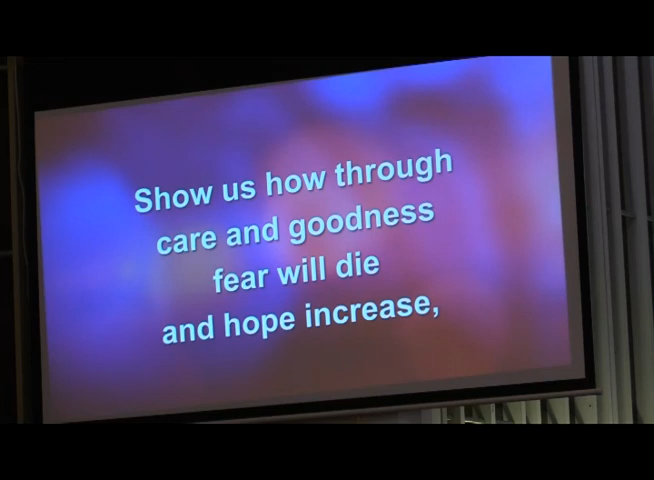 Show us how through
care and goodness
fear will die
and hope increase,